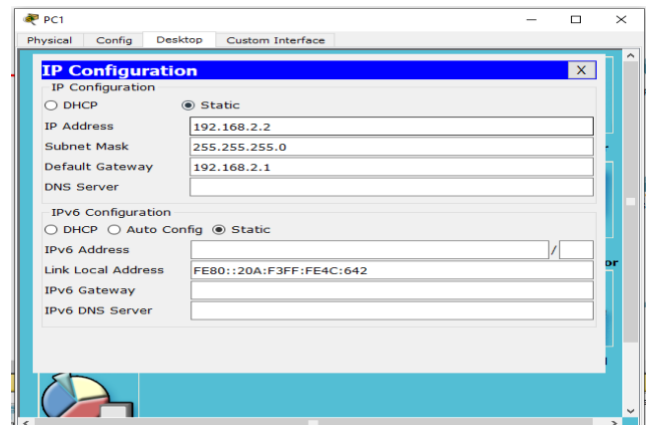 PC1
Physical Config Desktop Custom Interface
IP Configuration X
IP Configuration
DHCP Static
IP Address 192.168.2.2
Subnet Mask 255.255.255.0
Default Gateway 192.168.2.1
DNS Server
IPv6 Configuration
DHCP Auto Config Static
IPv6 Address /
Link Local Address FE80::20A:F3FF:FE4C:642
IPv6 Gateway
IPv6 DNS Server